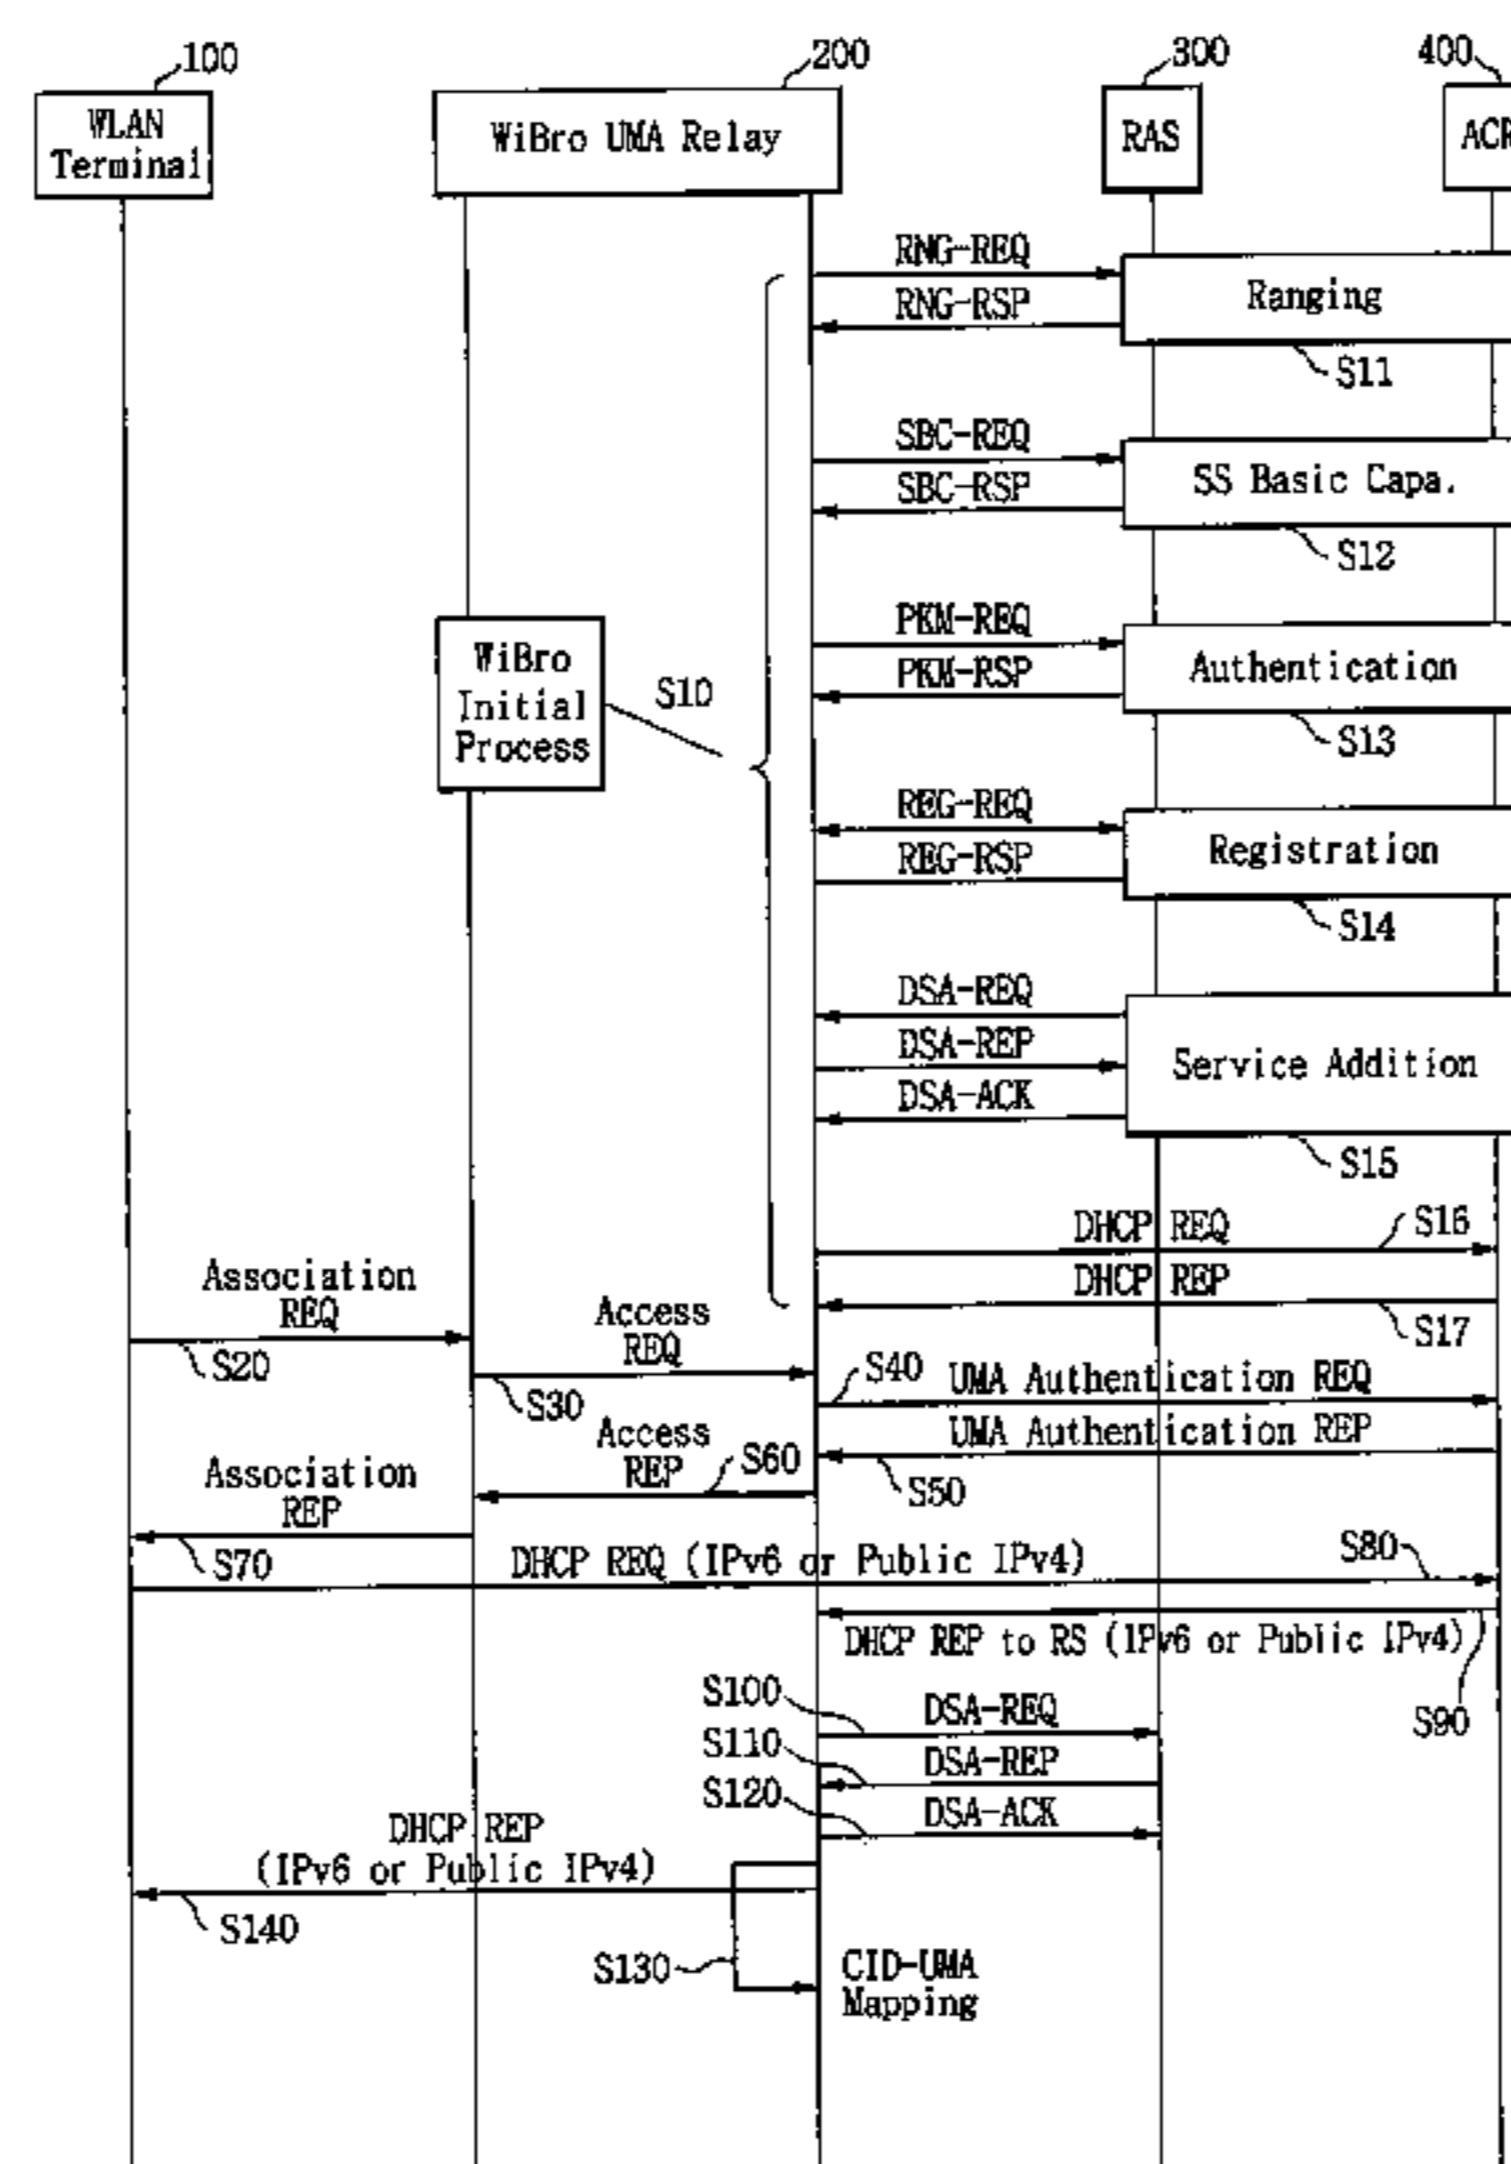 100
200
300
400
WLAN
Terminal
WiBro UMA Relay
RAS
RNG-REQ
RNG-RSP
Ranging
S11
SBC-REQ
SBC-RSP
SS Basic Capa.
S12
PKM-REQ
PKM-RSP
Authentication
S13
WiBro
Initial
Process
S10
REG-REQ
REG-RSP
Registration
S14
DSA-REQ
DSA-REP
DSA-ACK
Service Addition
S15
DHCP REQ
S16
DHCP REP
S17
Association
REQ
S20
Access
REQ
S30
S40
UMA Authentication REQ
UMA Authentication REP
S50
Access
REP
S60
Association
REP
S70
DHCP REQ (IPv6 or Public IPv4)
S80
DHCP REP to RS (IPv6 or Public IPv4)
S90
S100
DSA-REQ
S110
DSA-REP
S120
DSA-ACK
DHCP REP
(IPv6 or Public IPv4)
S140
S130
CID-UMA
Mapping